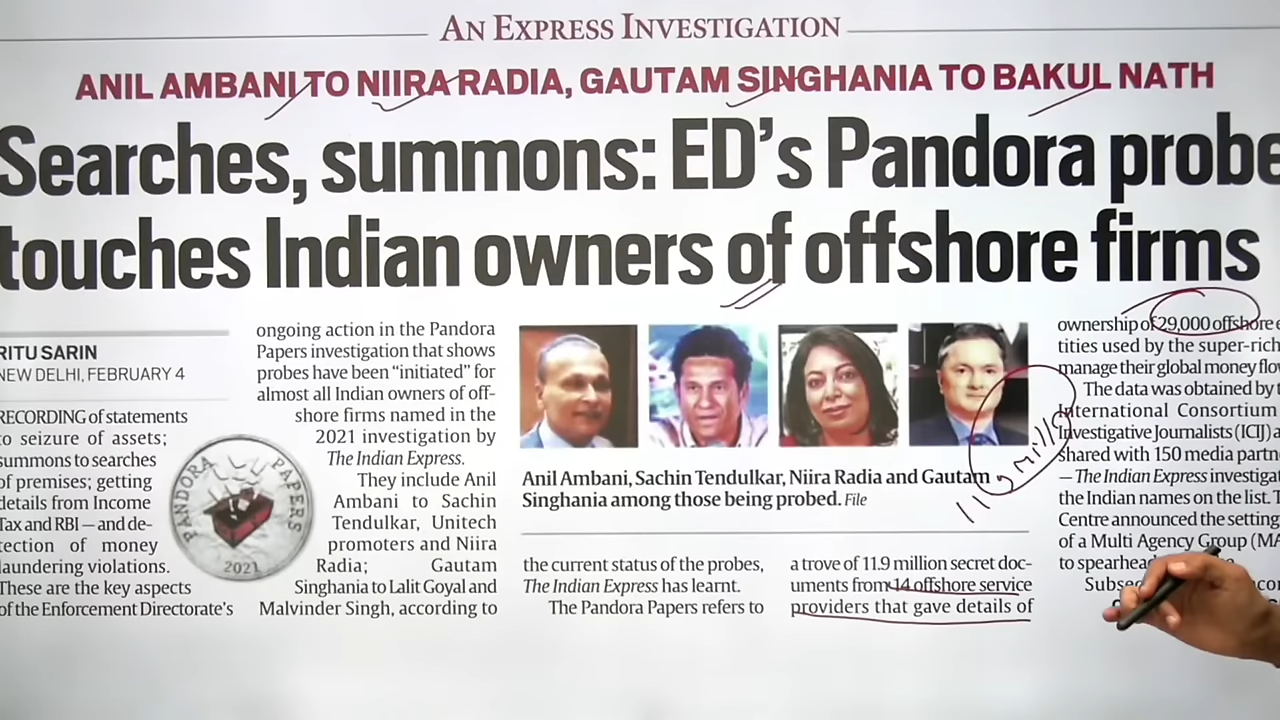 AN EXPRESS INVESTIGATION
ANIL AMBANI TO NIIRA RADIA, GAUTAM SINGHANIA TO BAKUL NATH
Searches, summons: ED's Pandora probe
touches Indian owners of offshore firms
RITU SARIN
NEW DELHI, FEBRUARY 4
RECORDING of statements
to seizure of assets;
summons to searches
of premises; getting
details from Income
Tax and RBI — and de-
tection of money
laundering violations.
These are the key aspects
of the Enforcement Directorate's
PANDORA PAPERS
2021
ongoing action in the Pandora
Papers investigation that shows
probes have been "initiated" for
almost all Indian owners of off-
shore firms named in the
2021 investigation by
The Indian Express.
They include Anil
Ambani to Sachin
Tendulkar, Unitech
promoters and Niira
Radia; Gautam
Singhania to Lalit Goyal and
Malvinder Singh, according to
Anil Ambani, Sachin Tendulkar, Niira Radia and Gautam
Singhania among those being probed. File
the current status of the probes,
The Indian Express has learnt.
The Pandora Papers refers to
a trove of 11.9 million secret doc-
uments from 14 offshore service
providers that gave details of
ownership of 29,000 offshore e
tities used by the super-rich
manage their global money flo
The data was obtained by
International Consortium
Investigative Journalists (ICIJ) a
shared with 150 media partn
— The Indian Express investigat
the Indian names on the list. T
Centre announced the setting
of a Multi Agency Group (MA
to spearhea
Subse